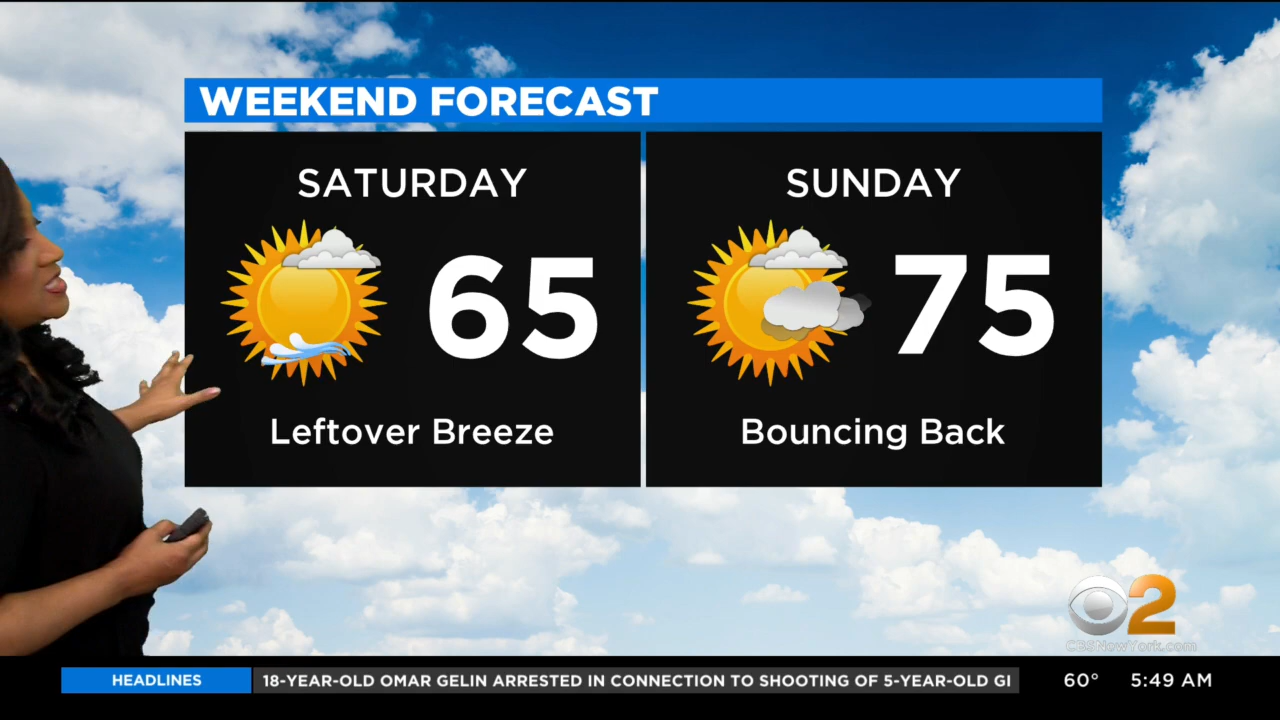 WEEKEND FORECAST
SATURDAY
65
Leftover Breeze
SUNDAY
75
Bouncing Back
2
CBSNewYork.com
HEADLINES
18-YEAR-OLD OMAR GELIN ARRESTED IN CONNECTION TO SHOOTING OF 5-YEAR-OLD GI
60° 5:49 AM